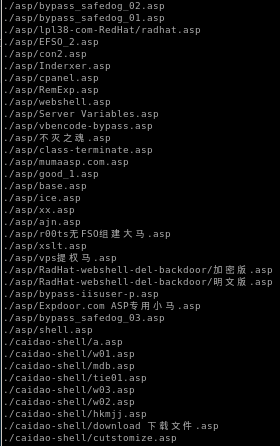 ./asp/bypass_safedog_02.asp
./asp/bypass_safedog_01.asp
./asp/lpl38-com-RedHat/radhat.asp
./asp/EFSO_2.asp
./asp/con2.asp
./asp/Inderxer.asp
./asp/cpanel.asp
./asp/RemExp.asp
./asp/webshell.asp
./asp/Server Variables.asp
./asp/vbencode-bypass.asp
./asp/不灭之魂.asp
./asp/class-terminate.asp
./asp/mumaasp.com.asp
./asp/good_1.asp
./asp/base.asp
./asp/ice.asp
./asp/xx.asp
./asp/ajn.asp
./asp/r00ts无FSO组建大马.asp
./asp/xslt.asp
./asp/vps提权马.asp
./asp/RadHat-webshell-del-backdoor/加密版.asp
./asp/RadHat-webshell-del-backdoor/明文版.asp
./asp/bypass-iisuser-p.asp
./asp/Expdoor.com ASP专用小马.asp
./asp/bypass_safedog_03.asp
./asp/shell.asp
./caidao-shell/a.asp
./caidao-shell/w01.asp
./caidao-shell/mdb.asp
./caidao-shell/tie01.asp
./caidao-shell/w03.asp
./caidao-shell/w02.asp
./caidao-shell/hkmjj.asp
./caidao-shell/download 下载文件.asp
./caidao-shell/cutstomize.asp